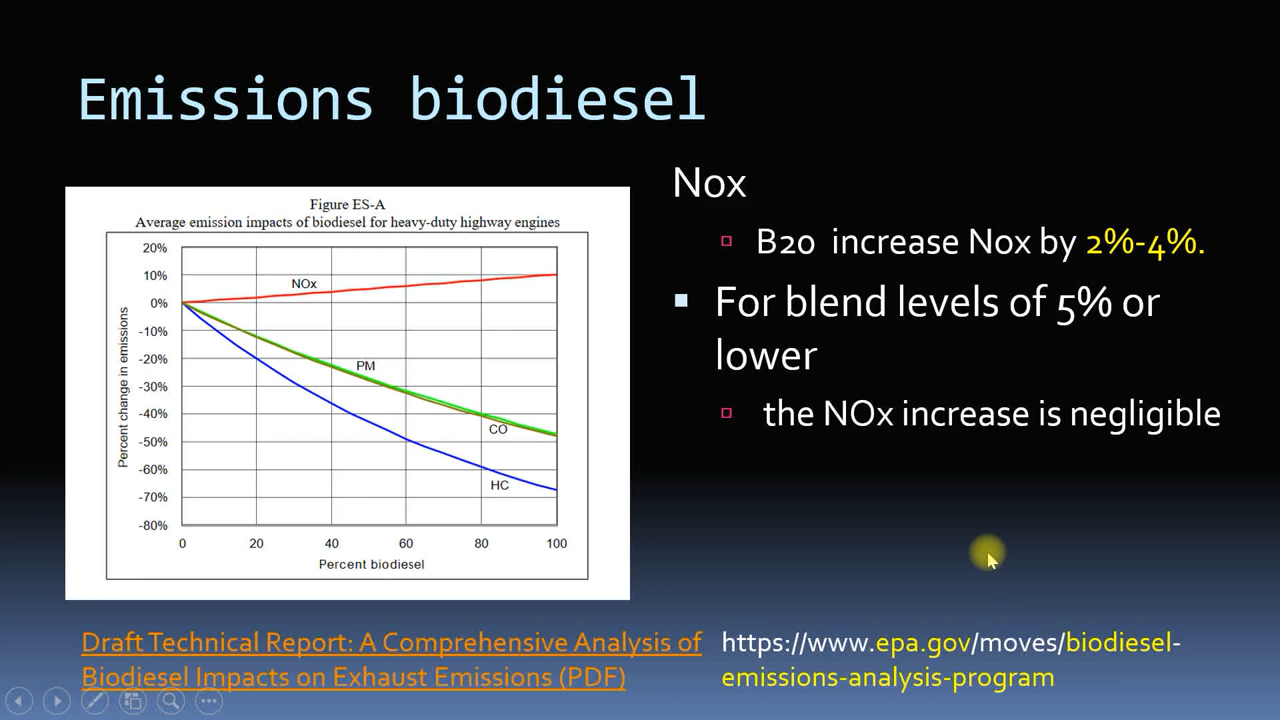 Emissions biodiesel
Figure ES-A
Average emission impacts of biodiesel for heavy-duty highway engines
20%
10%
0%
-10%
-20%
-30%
-40%
-50%
-60%
-70%
-80%
Percent change in emissions
NOx
PM
CO
HC
0 20 40 60 80 100
Percent biodiesel
Nox
B20 increase Nox by 2%-4%.
For blend levels of 5% or
lower
the NOx increase is negligible
Draft Technical Report: A Comprehensive Analysis of
Biodiesel Impacts on Exhaust Emissions (PDF)
https://www.epa.gov/moves/biodiesel-
emissions-analysis-program